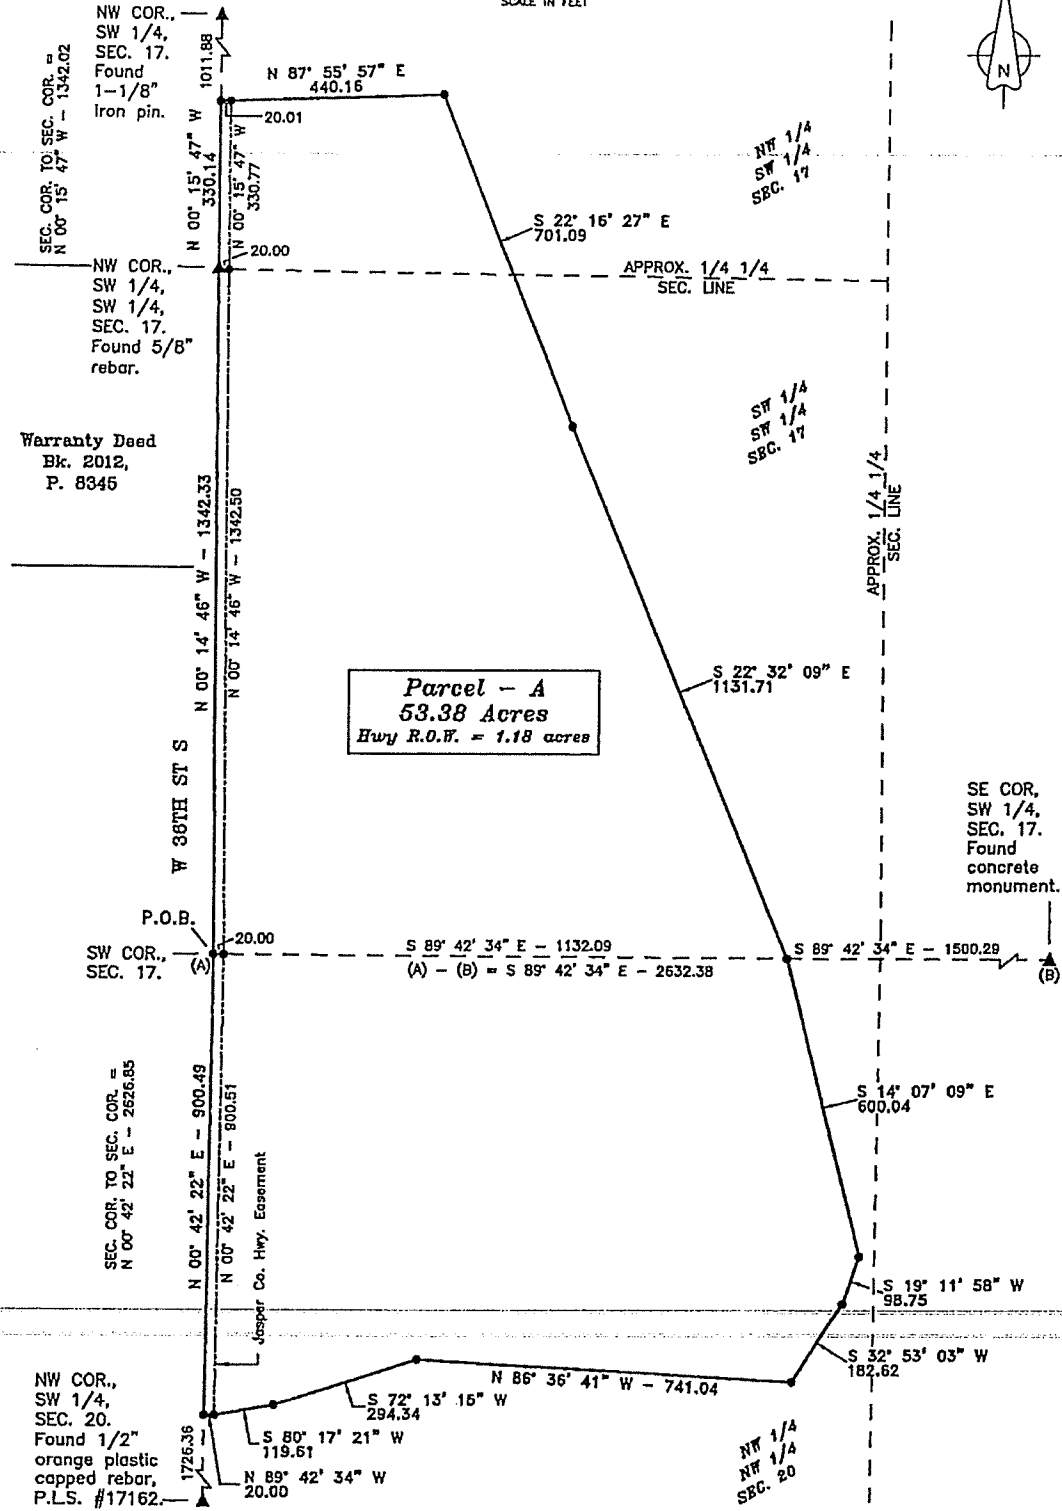 SCALE IN FEET
NW COR.,
SW 1/4,
SEC. 17.
Found
1-1/8"
Iron pin.
1011.88
SEC. COR. TO SEC. COR. =
N 00° 15' 47" W - 1342.02
N 87° 55' 57" E
440.16
20.01
N 00° 15' 47" W
330.14
N 00° 15' 47" W
330.77
N
NW 1/4
SW 1/4
SEC. 17
S 22° 16' 27" E
701.09
20.00
NW COR.,
SW 1/4,
SW 1/4,
SEC. 17.
Found 5/8"
rebar.
APPROX. 1/4 1/4
SEC. LINE
SW 1/4
SW 1/4
SEC. 17
Warranty Deed
Bk. 2012,
P. 8345
N 00° 14' 46" W - 1342.33
N 00° 14' 46" W - 1342.50
APPROX. 1/4 1/4
SEC. LINE
Parcel - A
53.38 Acres
Hwy R.O.W. = 1.18 acres
S 22° 32' 09" E
1131.71
W 36TH ST S
SE COR,
SW 1/4,
SEC. 17.
Found
concrete
monument.
P.O.B.
20.00
SW COR.,
SEC. 17.
(A)
S 89° 42' 34" E - 1132.09
(A) - (B) = S 89° 42' 34" E - 2632.38
S 89° 42' 34" E - 1500.29
(B)
SEC. COR. TO SEC. COR. =
N 00° 42' 22" E - 2626.85
N 00° 42' 22" E - 900.49
N 00° 42' 22" E - 900.51
Jasper Co. Hwy. Easement
S 14° 07' 09" E
600.04
S 19° 11' 58" W
98.75
S 32° 53' 03" W
182.62
N 86° 36' 41" W - 741.04
S 72° 13' 15" W
294.34
S 80° 17' 21" W
119.61
N 89° 42' 34" W
20.00
NW COR.,
SW 1/4,
SEC. 20.
Found 1/2"
orange plastic
capped rebar,
P.L.S. #17162.
1726.36
NW 1/4
NW 1/4
SEC. 20